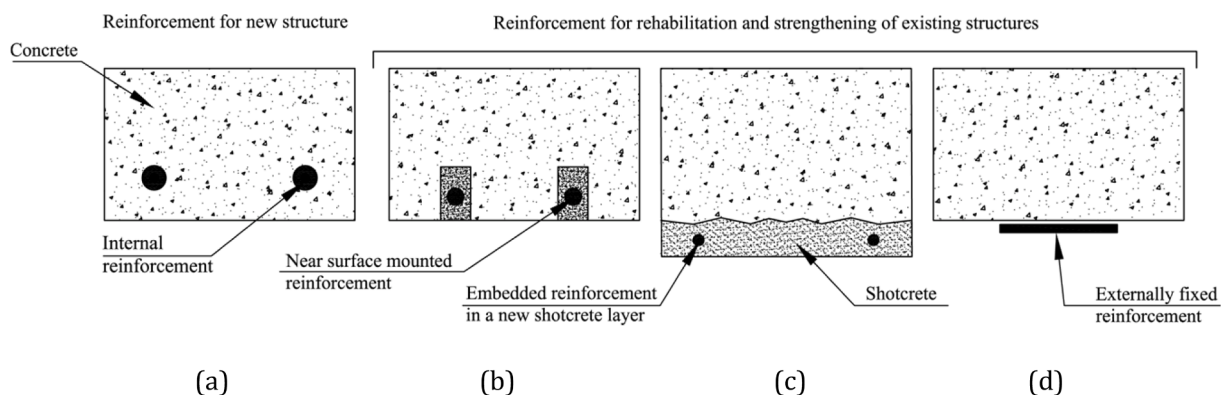 Reinforcement for new structure
Reinforcement for rehabilitation and strengthening of existing structures
Concrete
Internal
reinforcement
Near surface mounted
reinforcement
Embedded reinforcement
in a new shotcrete layer
Shotcrete
Externally fixed
reinforcement
(a)
(b)
(c)
(d)